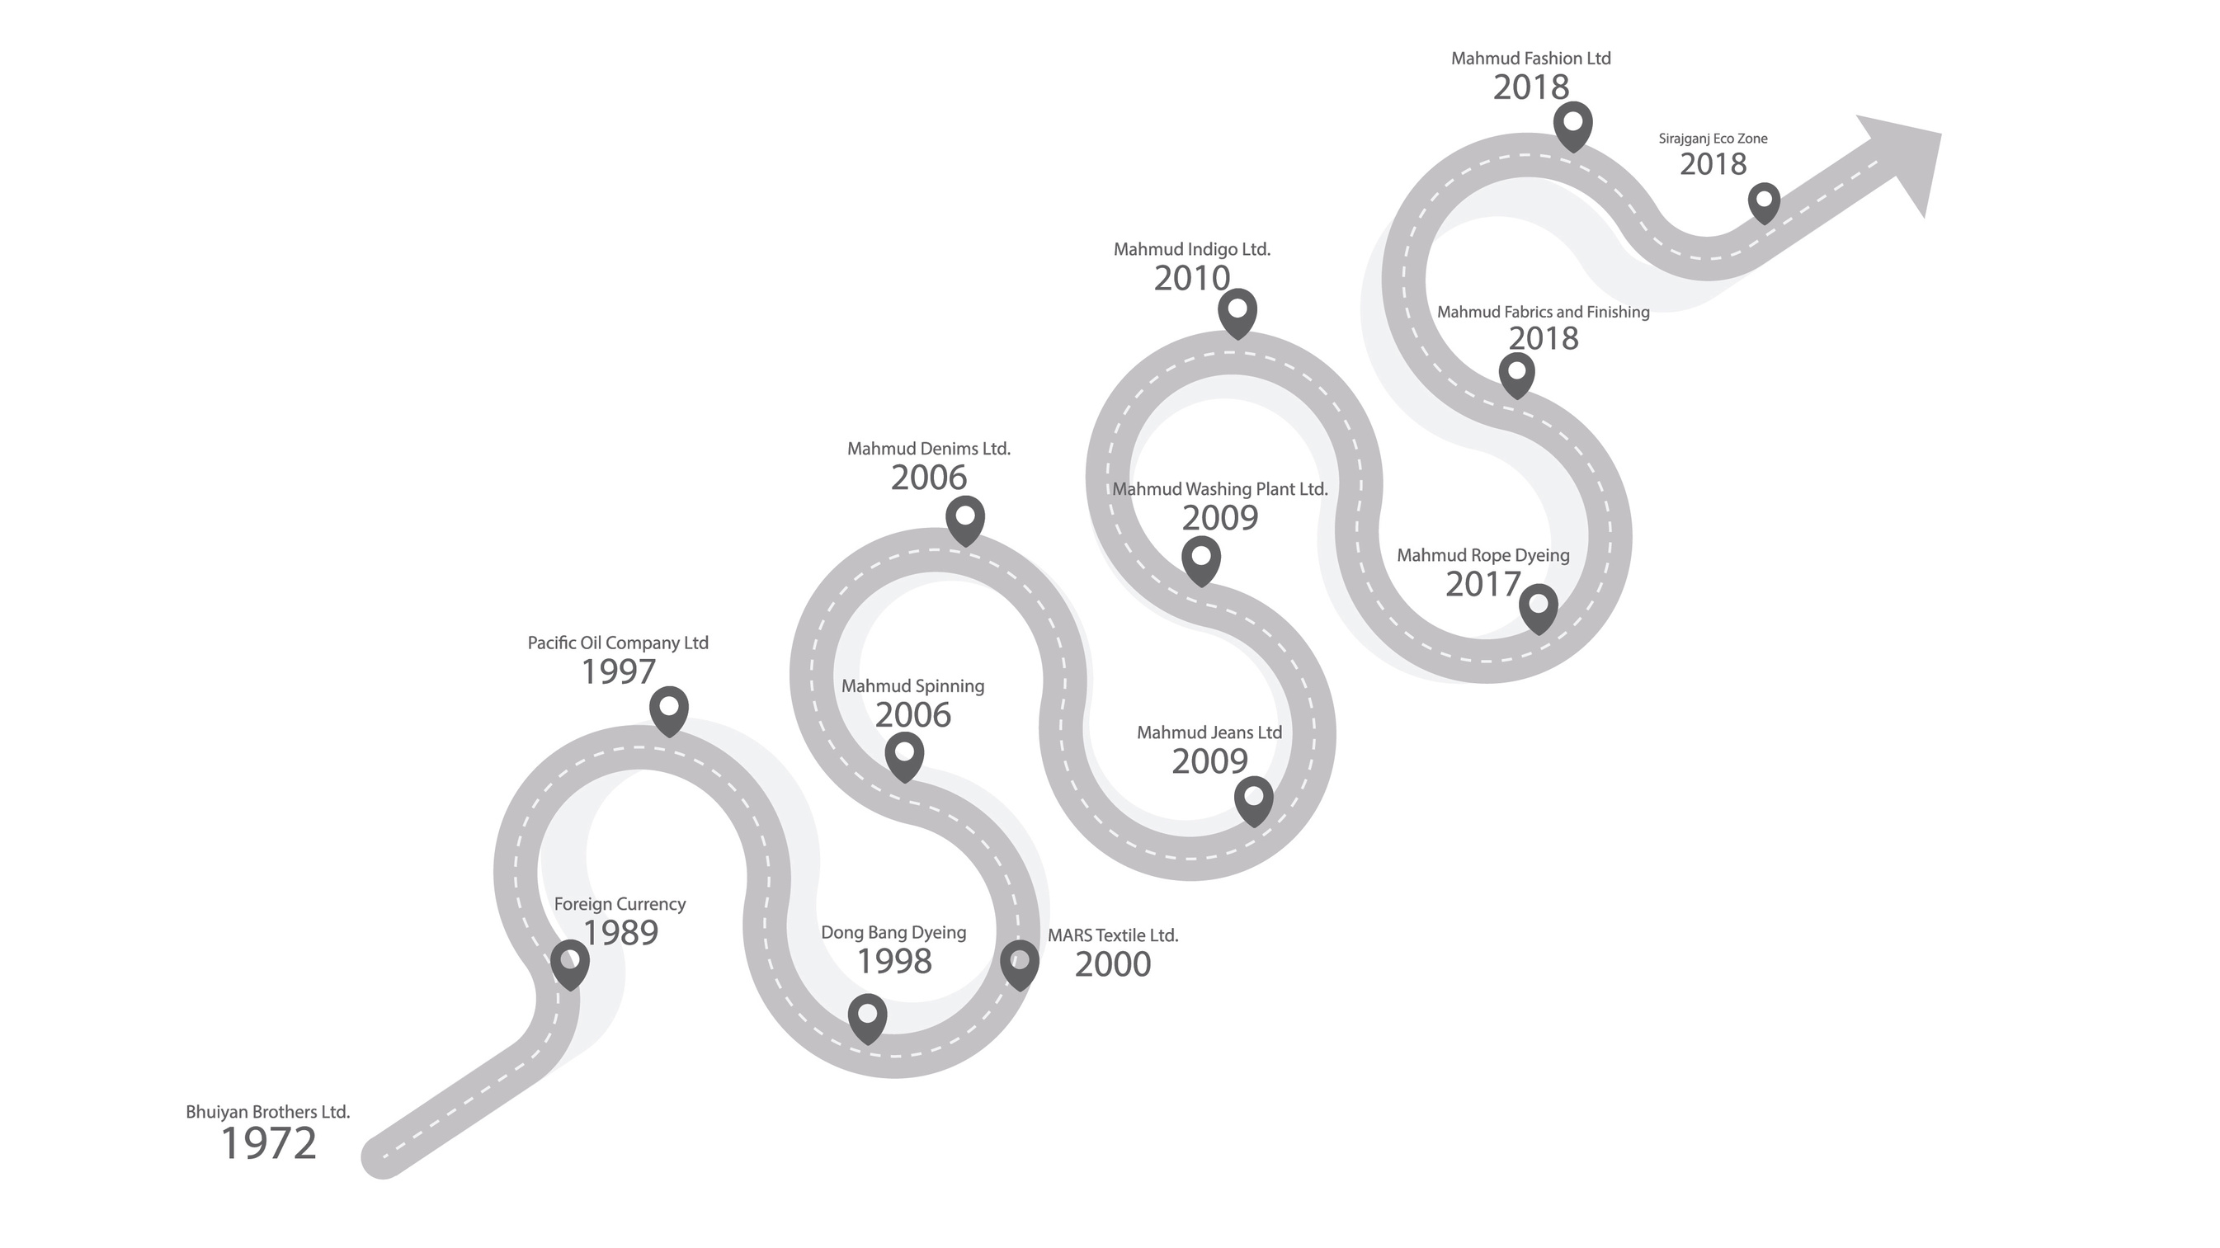 Mahmud Fashion Ltd
2018
Sirajganj Eco Zone
2018
Mahmud Indigo Ltd.
2010
Mahmud Fabrics and Finishing
2018
Mahmud Denims Ltd.
2006
Mahmud Washing Plant Ltd.
2009
Mahmud Rope Dyeing
2017
Pacific Oil Company Ltd
1997
Mahmud Spinning
2006
Mahmud Jeans Ltd
2009
Foreign Currency
1989
Dong Bang Dyeing
1998
MARS Textile Ltd.
2000
Bhuiyan Brothers Ltd.
1972